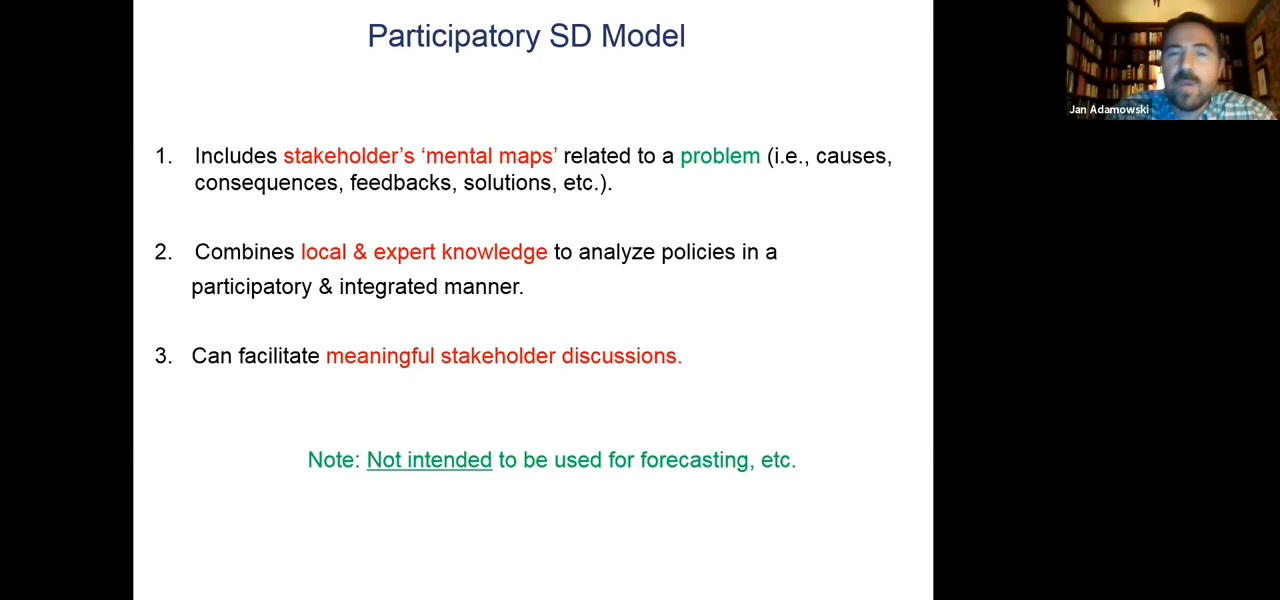 Participatory SD Model
Jan Adamowski
1. Includes stakeholder's ‘mental maps’ related to a problem (i.e., causes,
consequences, feedbacks, solutions, etc.).
2. Combines local & expert knowledge to analyze policies in a
participatory & integrated manner.
3. Can facilitate meaningful stakeholder discussions.
Note: Not intended to be used for forecasting, etc.